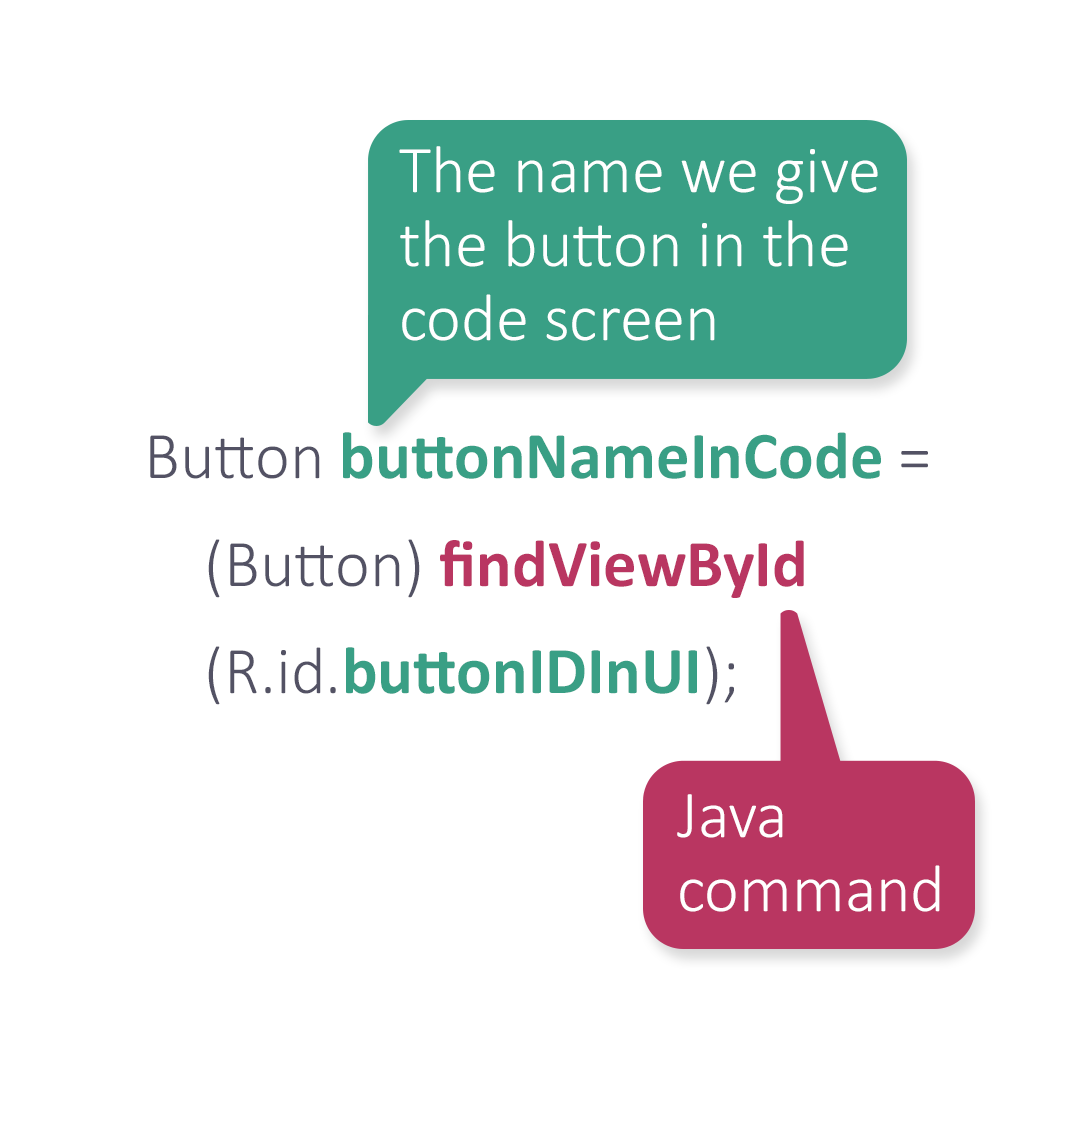 The name we give
the button in the
code screen
Button buttonNameInCode =
(Button) findViewById
(R.id.buttonIDInUI);
Java
command